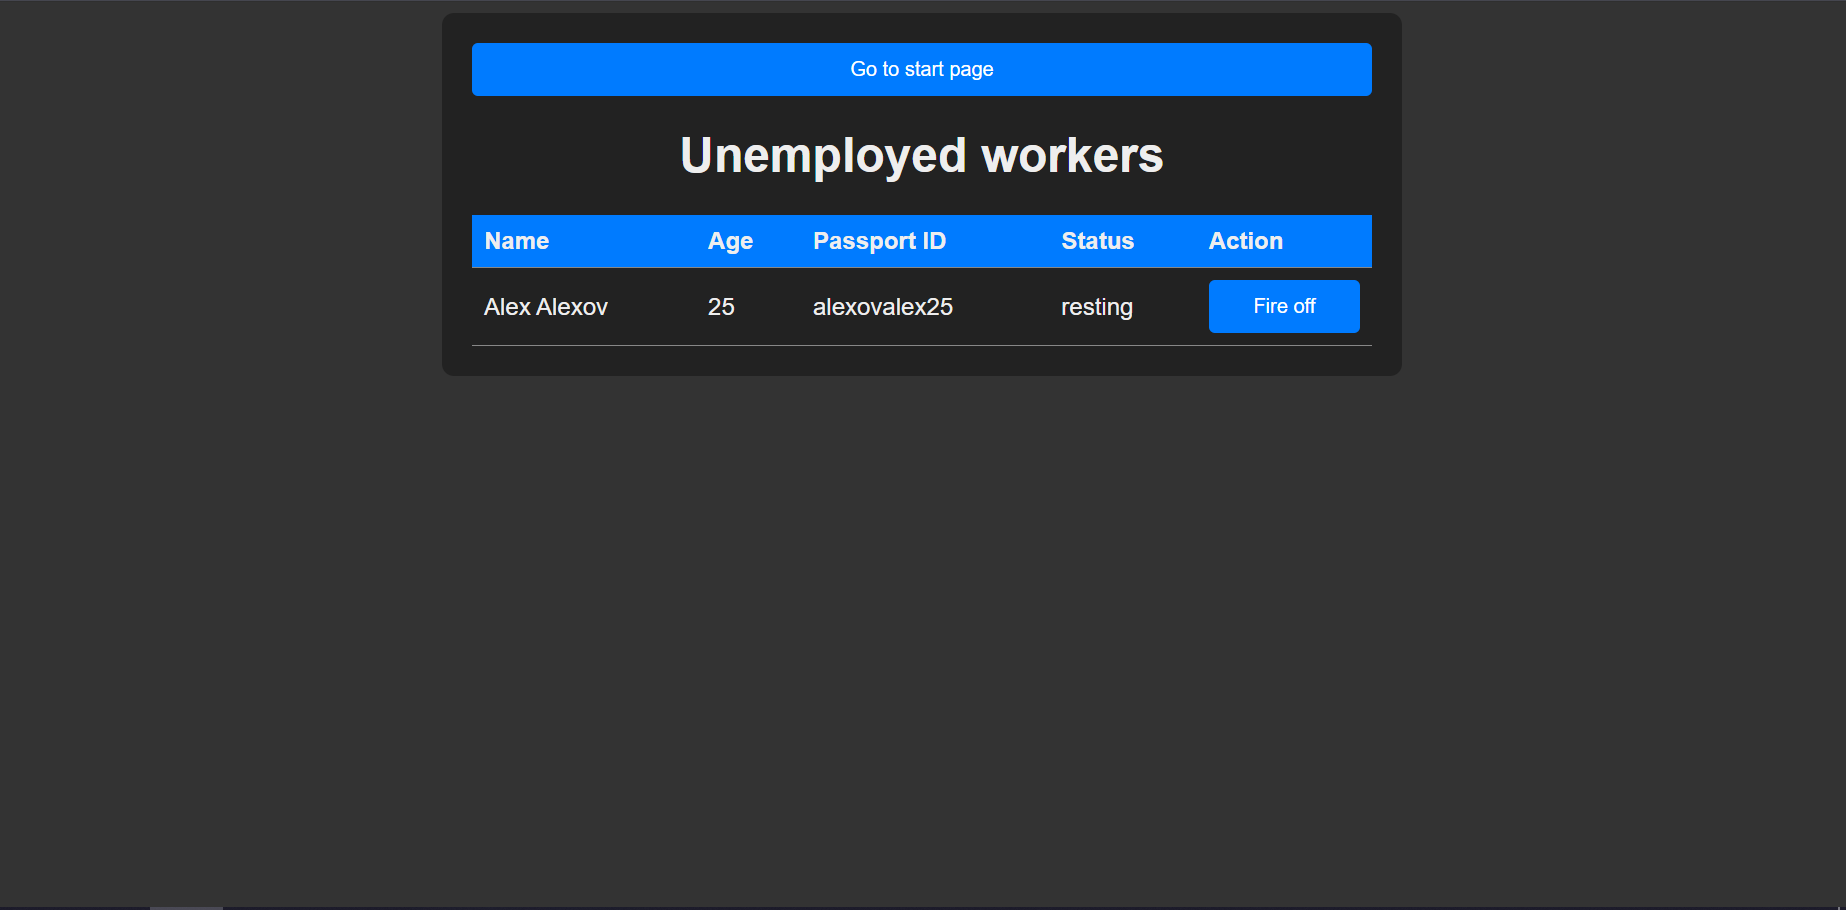 Go to start page
Unemployed workers
Name Age Passport ID Status Action
Alex Alexov 25 alexovalex25 resting Fire off